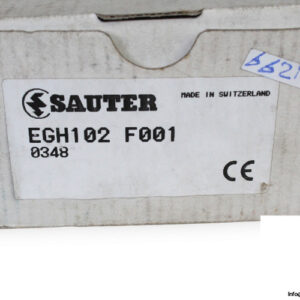 SAUTER
MADE IN SWITZERLAND
EGH102 F001
0348
CE